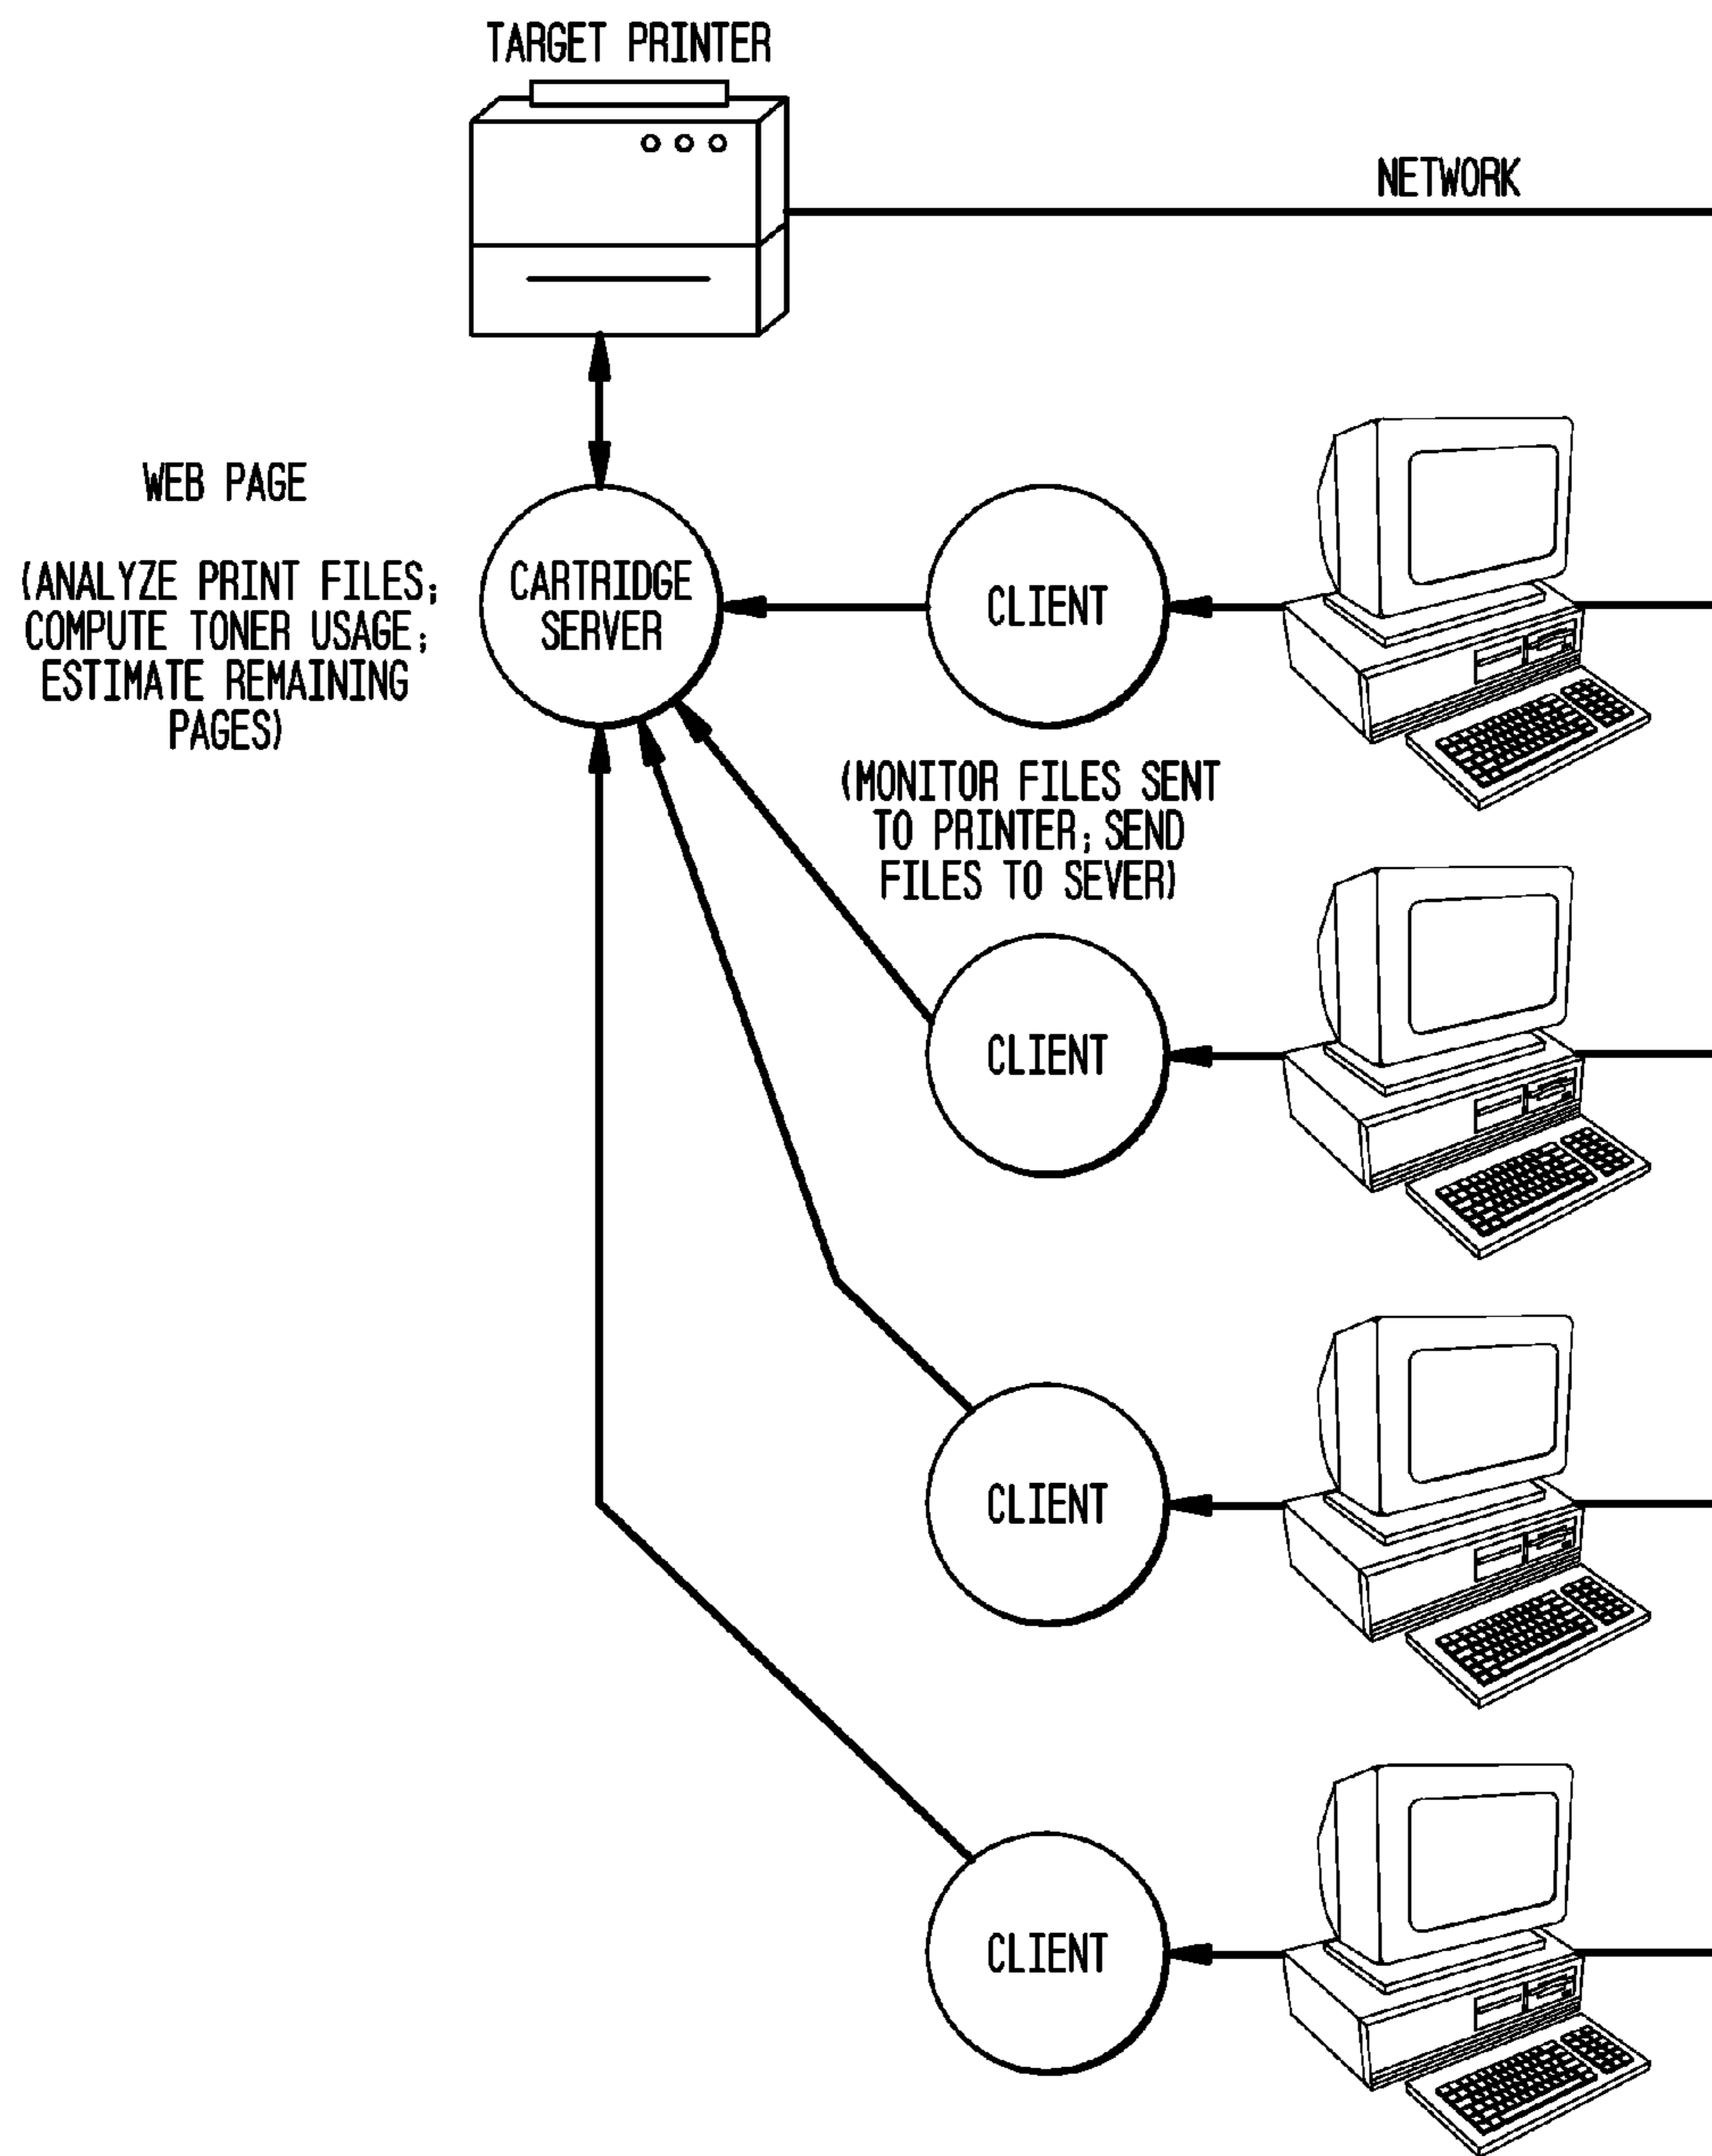 TARGET PRINTER
NETWORK
WEB PAGE
(ANALYZE PRINT FILES;
COMPUTE TONER USAGE;
ESTIMATE REMAINING
PAGES)
CARTRIDGE
SERVER
CLIENT
(MONITOR FILES SENT
TO PRINTER; SEND
FILES TO SEVER)
CLIENT
CLIENT
CLIENT